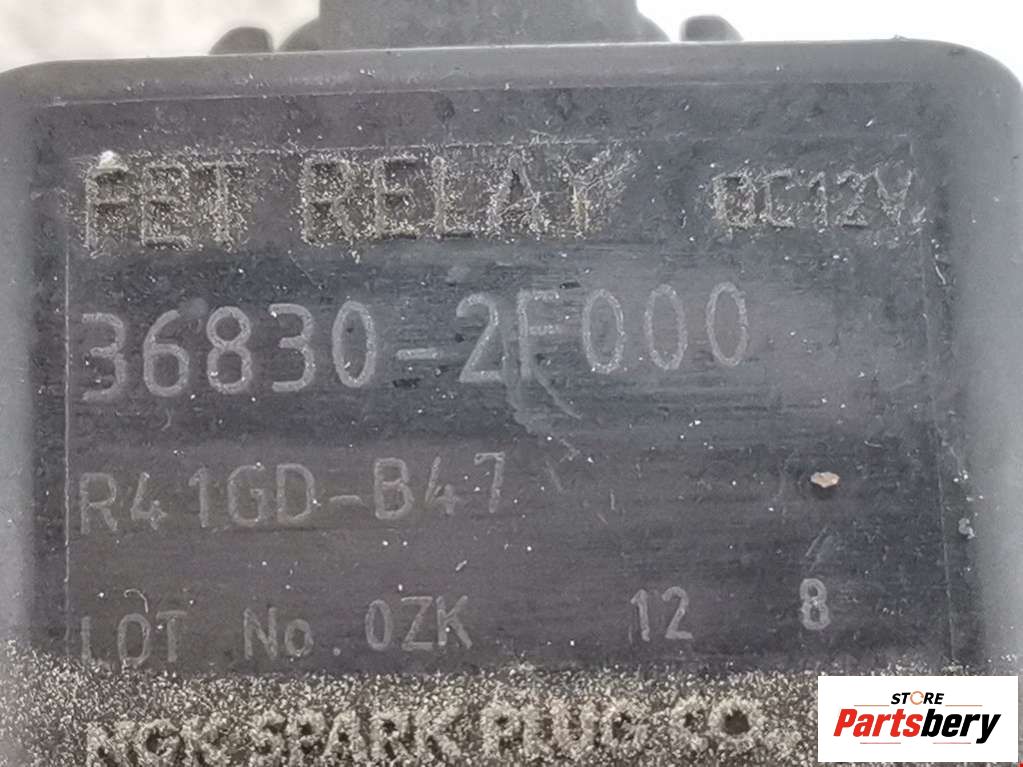 FET RELAY DC12V
36830-2F000
R41GD-B47
LOT No. 0ZK 12 8
NGK SPARK PLUG CO.
STORE
Partsbery